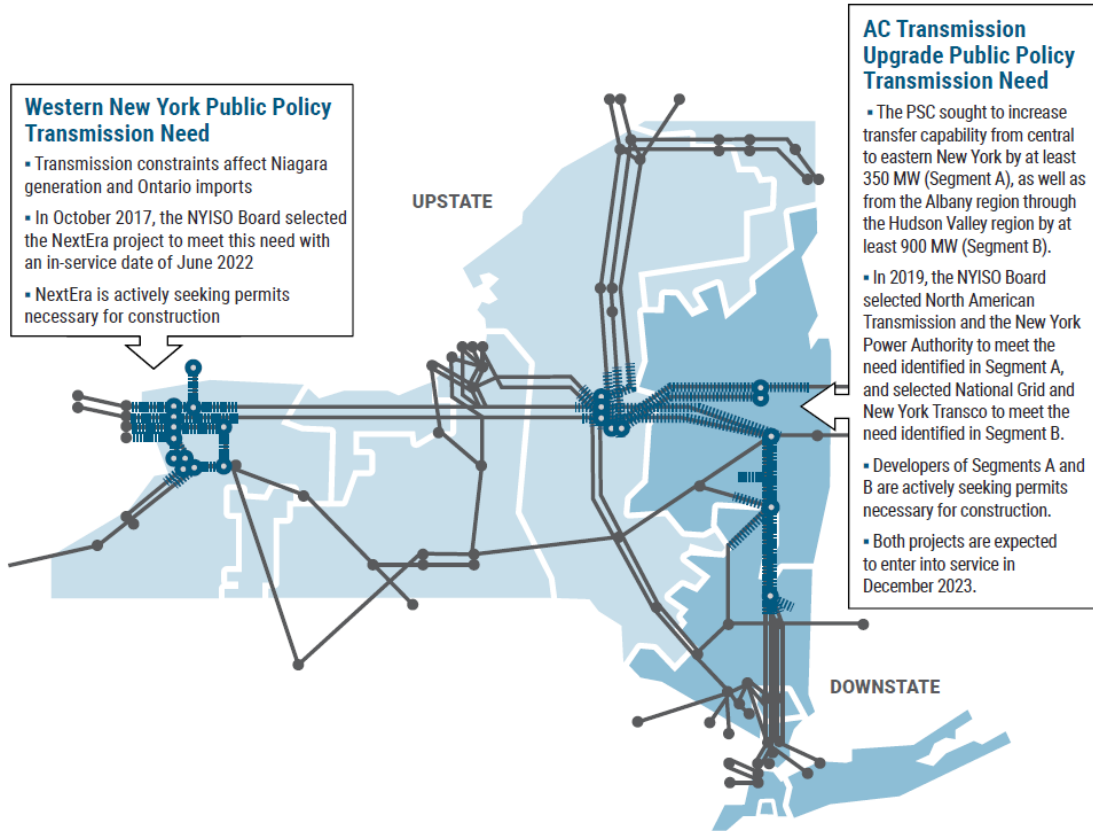 Western New York Public Policy
Transmission Need
▪ Transmission constraints affect Niagara
generation and Ontario imports
▪ In October 2017, the NYISO Board selected
the NextEra project to meet this need with
an in-service date of June 2022
▪ NextEra is actively seeking permits
necessary for construction
UPSTATE
AC Transmission
Upgrade Public Policy
Transmission Need
▪ The PSC sought to increase
transfer capability from central
to eastern New York by at least
350 MW (Segment A), as well as
from the Albany region through
the Hudson Valley region by at
least 900 MW (Segment B).
▪ In 2019, the NYISO Board
selected North American
Transmission and the New York
Power Authority to meet the
need identified in Segment A,
and selected National Grid and
New York Transco to meet the
need identified in Segment B.
▪ Developers of Segments A and
B are actively seeking permits
necessary for construction.
▪ Both projects are expected
to enter into service in
December 2023.
DOWNSTATE